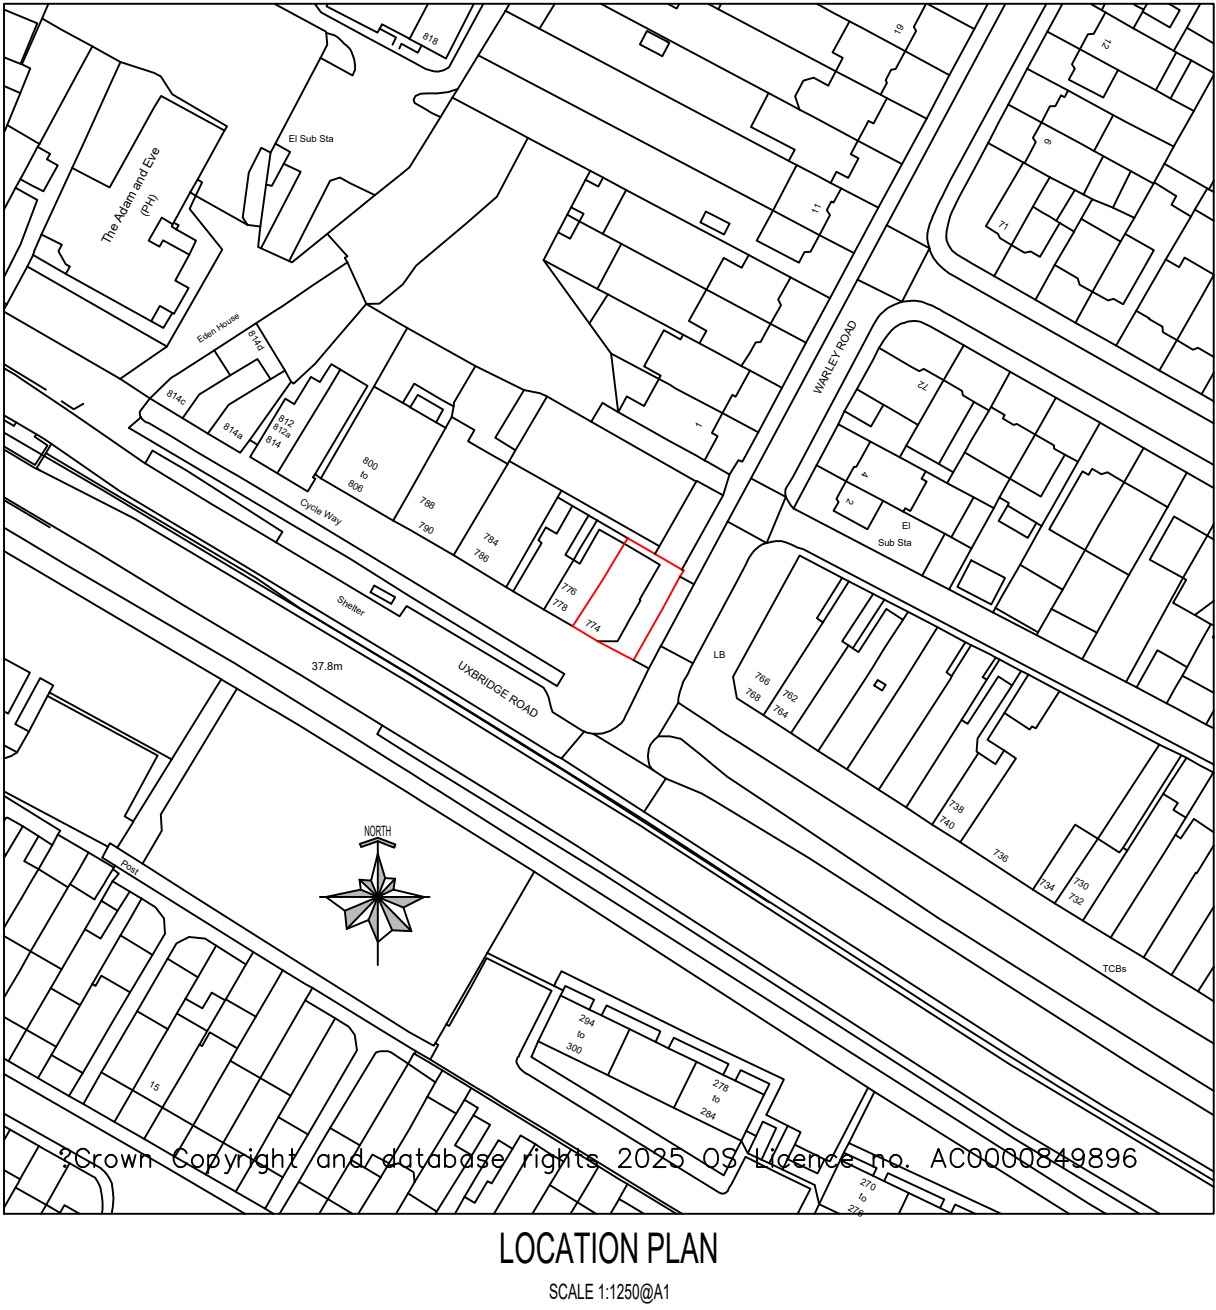 818
19
12
El Sub Sta
9
The Adam and Eve
(PH)
11
71
Eden House
814d
WARLEY ROAD
72
814c
814a
812
812a
814
1
800
to
806
4
2
El
Sub Sta
Cycle Way
788
790
784
786
776
778
774
Shelter
LB
37.8m
UXBRIDGE ROAD
766
768
762
764
738
740
736
734
730
732
NORTH
Post
TCBs
294
to
300
15
278
to
284
?Crown Copyright and database rights 2025 OS Licence no. AC0000849896
270
to
276
LOCATION PLAN
SCALE 1:1250@A1